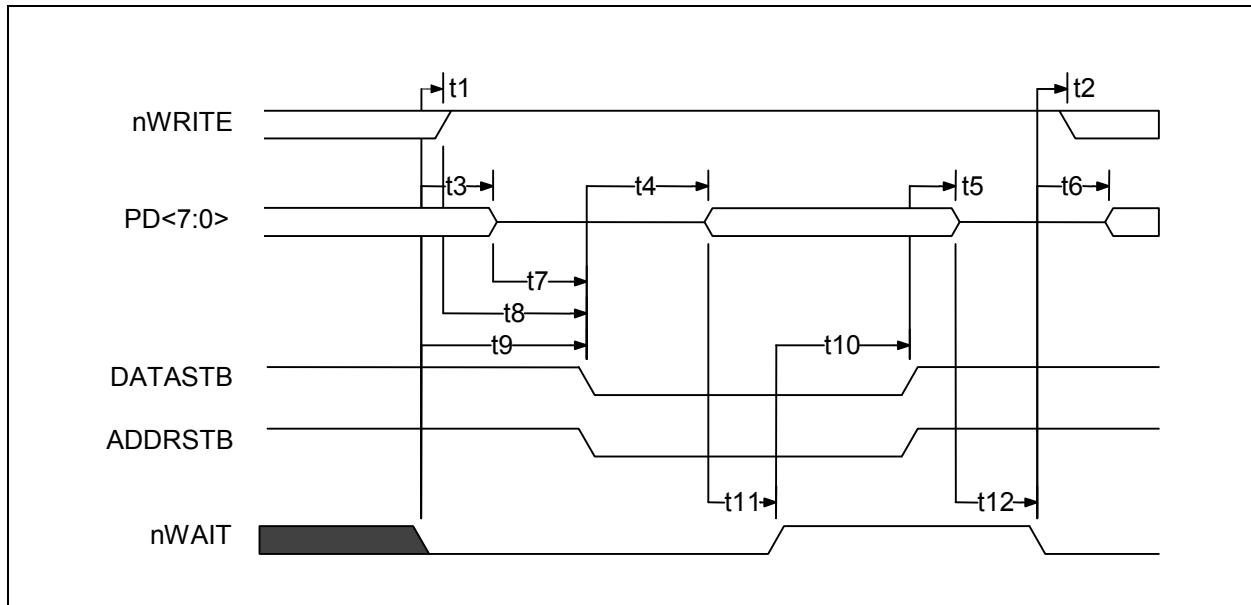 t1 t2
nWRITE
t3 t4 t5 t6
PD<7:0>
t7
t8
t9 t10
DATASTB
ADDRSTB
t11 t12
nWAIT